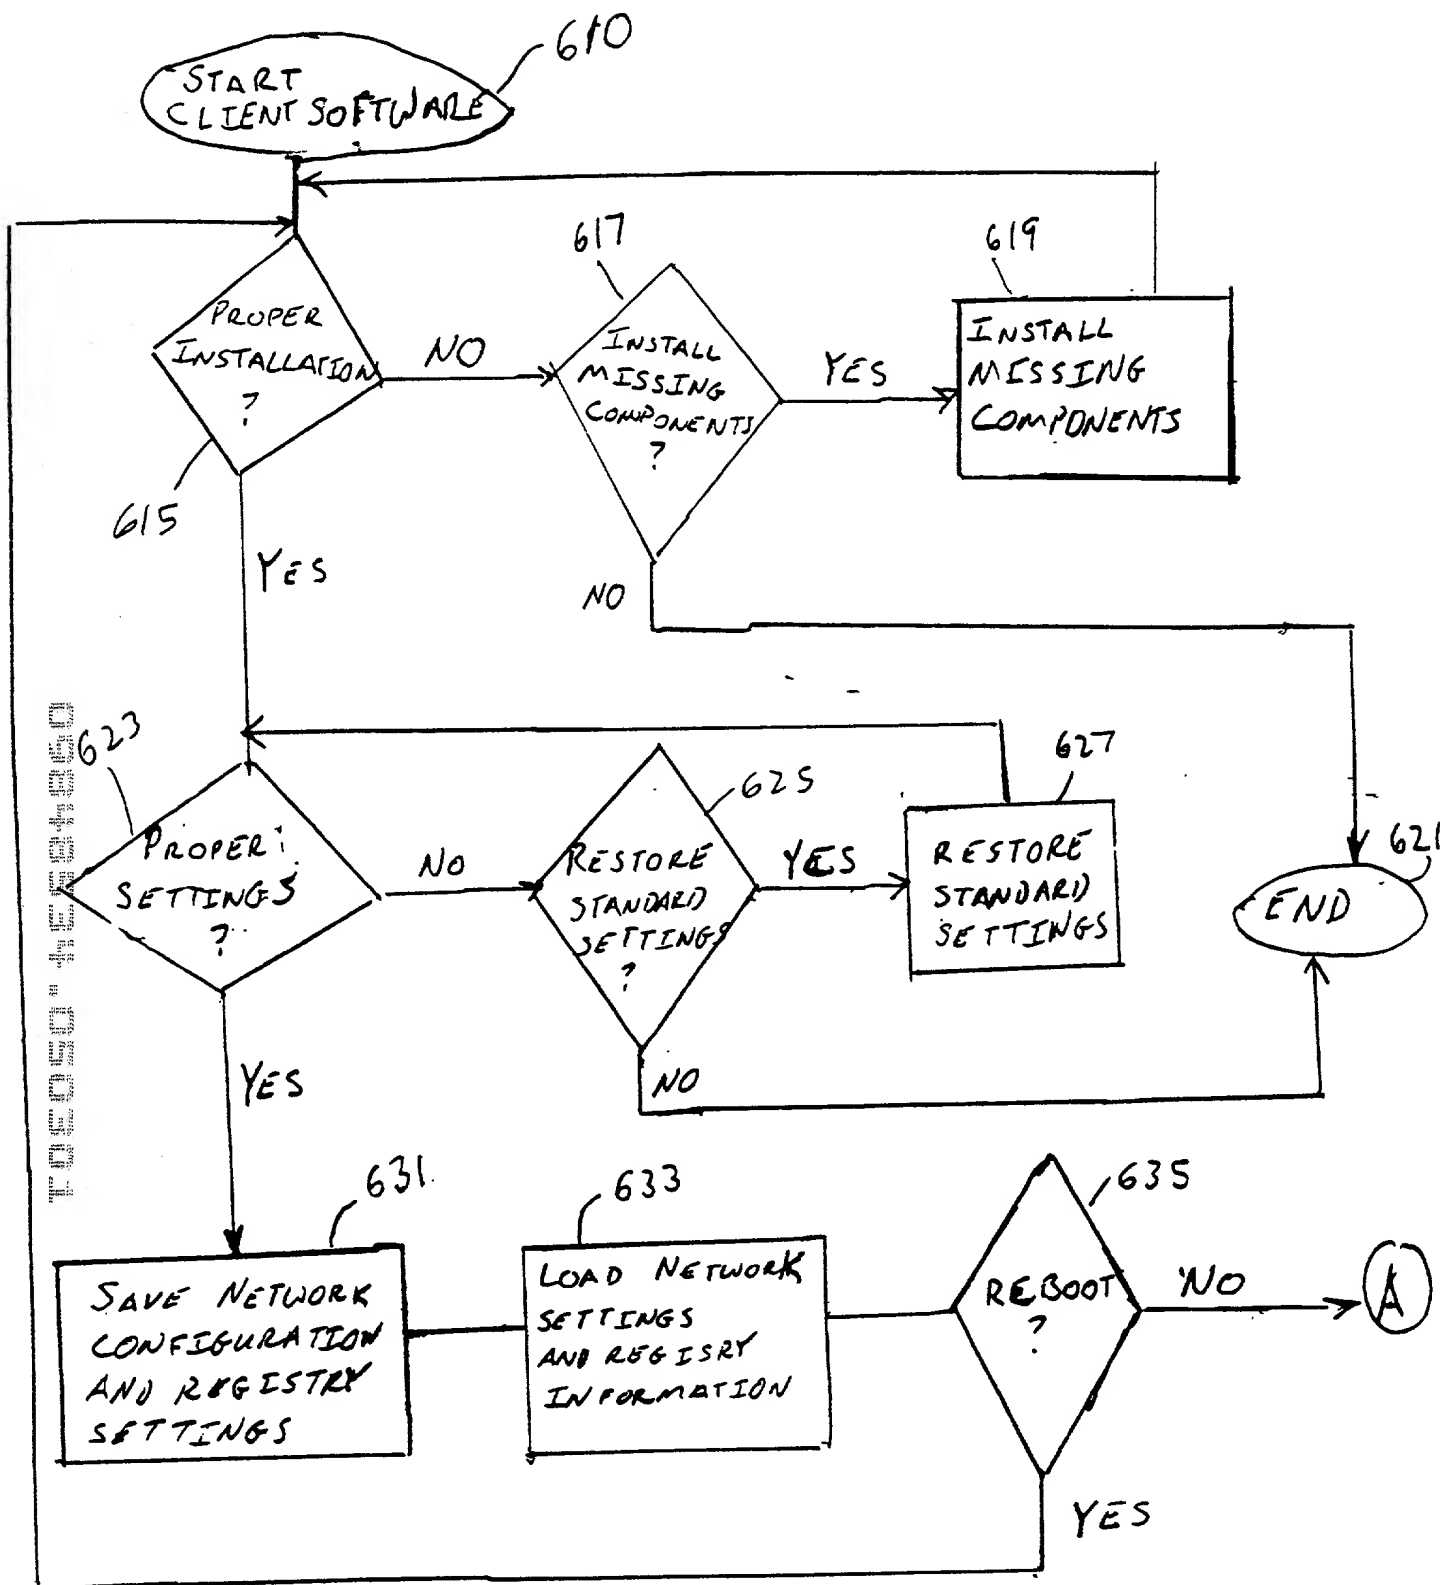 610
START
CLIENT SOFTWARE
617
619
PROPER
INSTALLATION
?
NO
INSTALL
MISSING
COMPONENTS
?
YES
INSTALL
MISSING
COMPONENTS
615
YES
NO
623
625
627
621
PROPER
SETTINGS
?
NO
RESTORE
STANDARD
SETTINGS
?
YES
RESTORE
STANDARD
SETTINGS
END
YES
NO
631
633
635
SAVE NETWORK
CONFIGURATION
AND REGISTRY
SETTINGS
LOAD NETWORK
SETTINGS
AND REGISRY
INFORMATION
REBOOT
?
NO
A
YES